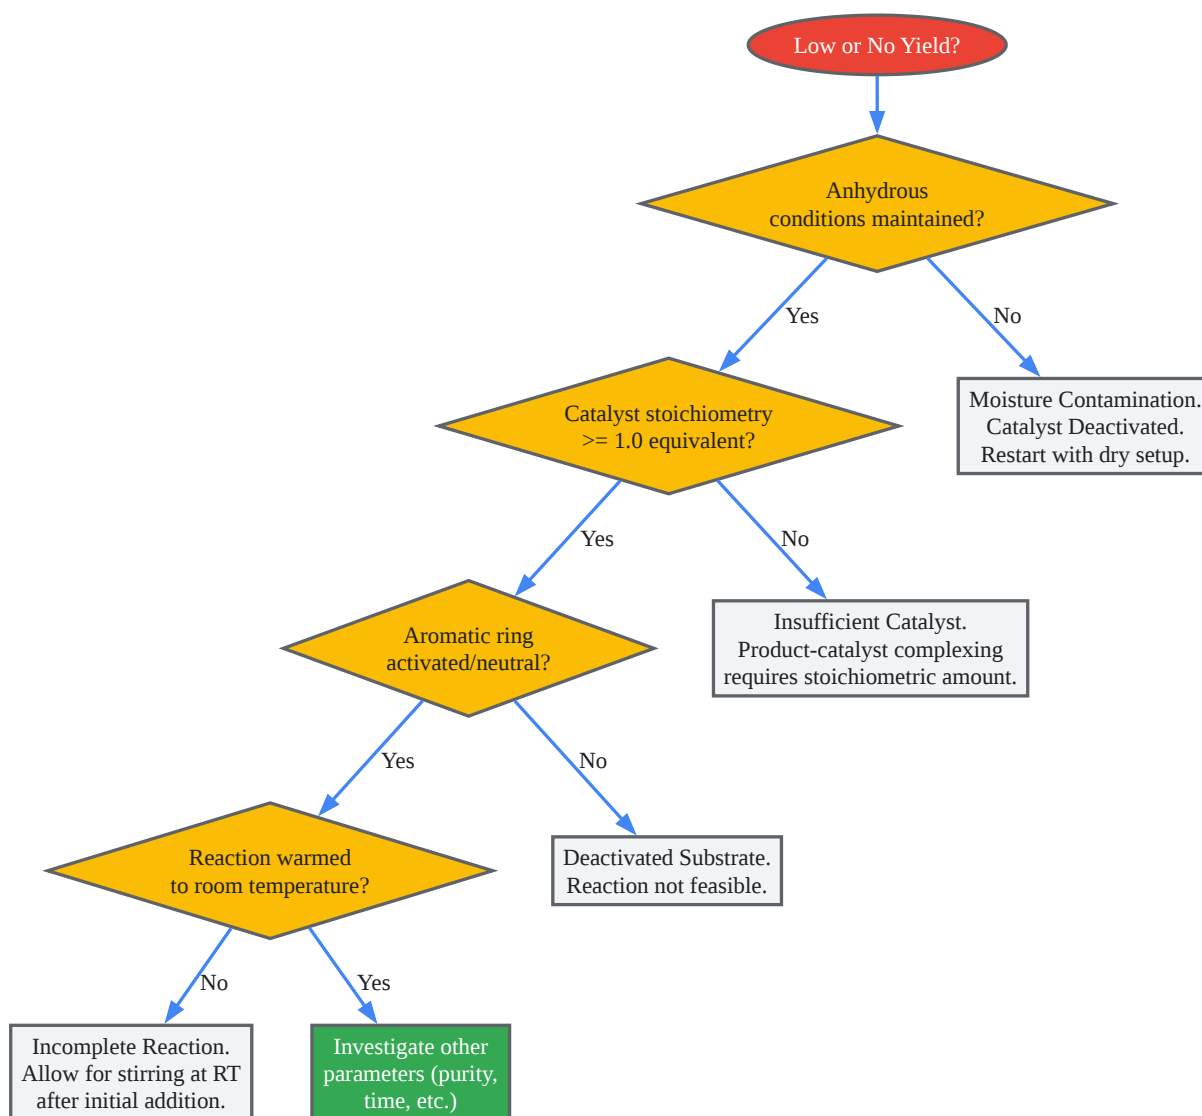 Low or No Yield?
Anhydrous
conditions maintained?
Yes
No
Moisture Contamination.
Catalyst Deactivated.
Restart with dry setup.
Catalyst stoichiometry
>= 1.0 equivalent?
Yes
No
Insufficient Catalyst.
Product-catalyst complexing
requires stoichiometric amount.
Aromatic ring
activated/neutral?
Yes
No
Deactivated Substrate.
Reaction not feasible.
Reaction warmed
to room temperature?
No
Yes
Incomplete Reaction.
Allow for stirring at RT
after initial addition.
Investigate other
parameters (purity,
time, etc.)